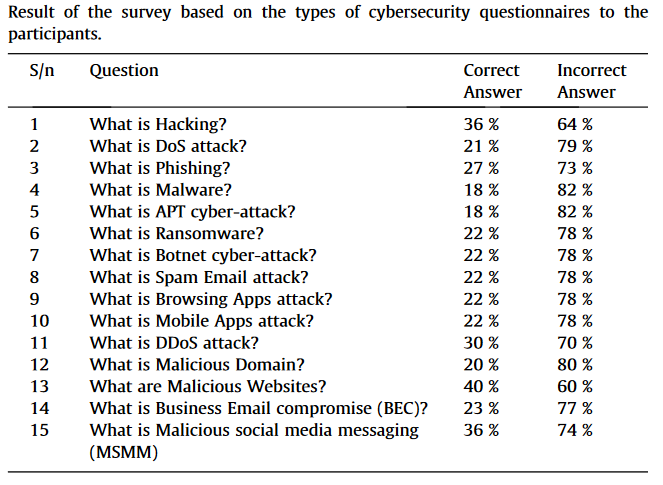 Result of the survey based on the types of cybersecurity questionnaires to the
participants.
S/n Question Correct Incorrect
Answer Answer
1 What is Hacking? 36 % 64 %
2 What is DoS attack? 21 % 79 %
3 What is Phishing? 27 % 73 %
4 What is Malware? 18 % 82 %
5 What is APT cyber-attack? 18 % 82 %
6 What is Ransomware? 22 % 78 %
7 What is Botnet cyber-attack? 22 % 78 %
8 What is Spam Email attack? 22 % 78 %
9 What is Browsing Apps attack? 22 % 78 %
10 What is Mobile Apps attack? 22 % 78 %
11 What is DDoS attack? 30 % 70 %
12 What is Malicious Domain? 20 % 80 %
13 What are Malicious Websites? 40 % 60 %
14 What is Business Email compromise (BEC)? 23 % 77 %
15 What is Malicious social media messaging 36 % 74 %
(MSMM)